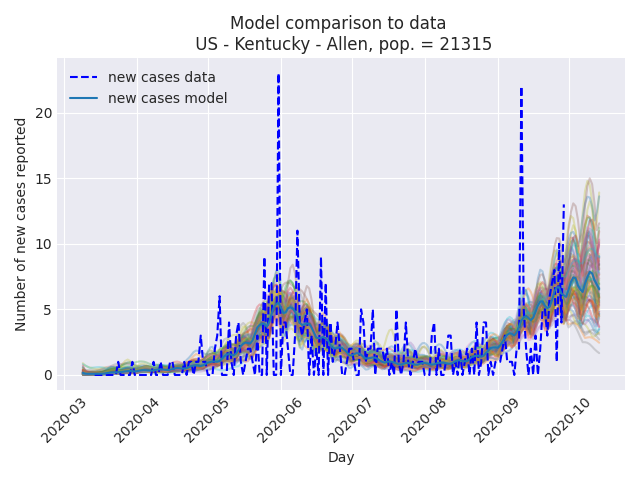 Model comparison to data
US - Kentucky - Allen, pop. = 21315
new cases data
new cases model
Number of new cases reported
20
15
10
5
0
2020-03
2020-04
2020-05
2020-06
2020-07
2020-08
2020-09
2020-10
Day